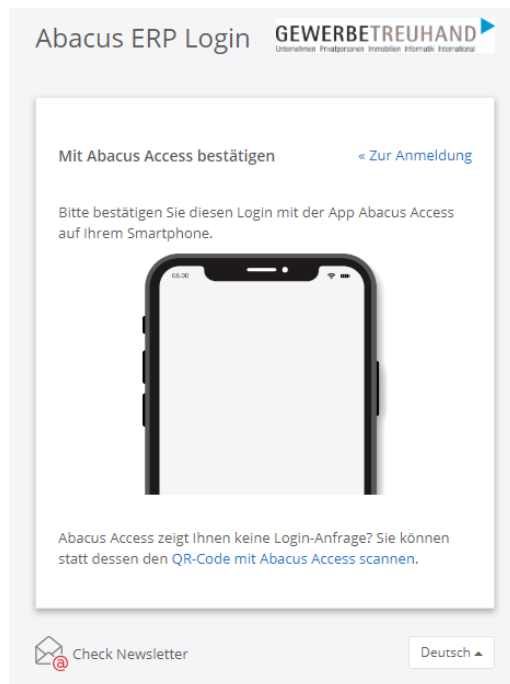 Abacus ERP Login
GEWERBETREUHAND
Unternehmen Privatpersonen Immobilien Informatik International
Mit Abacus Access bestätigen
« Zur Anmeldung
Bitte bestätigen Sie diesen Login mit der App Abacus Access
auf Ihrem Smartphone.
08:00
Abacus Access zeigt Ihnen keine Login-Anfrage? Sie können
statt dessen den QR-Code mit Abacus Access scannen.
Check Newsletter
Deutsch